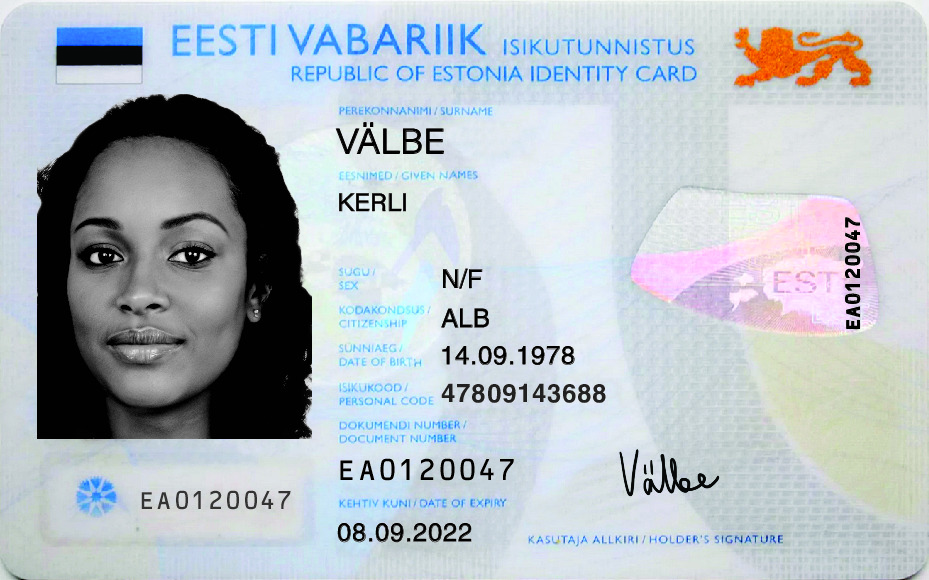 EESTI VABARIIK ISIKUTUNNISTUS
REPUBLIC OF ESTONIA IDENTITY CARD
PEREKONNANIMI / SURNAME
VÄLBE
EESNIMED / GIVEN NAMES
KERLI
SUGU /
SEX
N/F
KODAKONDSUS /
CITIZENSHIP
ALB
SÜNNIAEG /
DATE OF BIRTH
14.09.1978
ISIKUKOOD /
PERSONAL CODE
47809143688
DOKUMENDI NUMBER /
DOCUMENT NUMBER
EA0120047
KEHTIV KUNI / DATE OF EXPIRY
08.09.2022
EA0120047
EST
EA0120047
Välbe
KASUTAJA ALLKIRI / HOLDER'S SIGNATURE